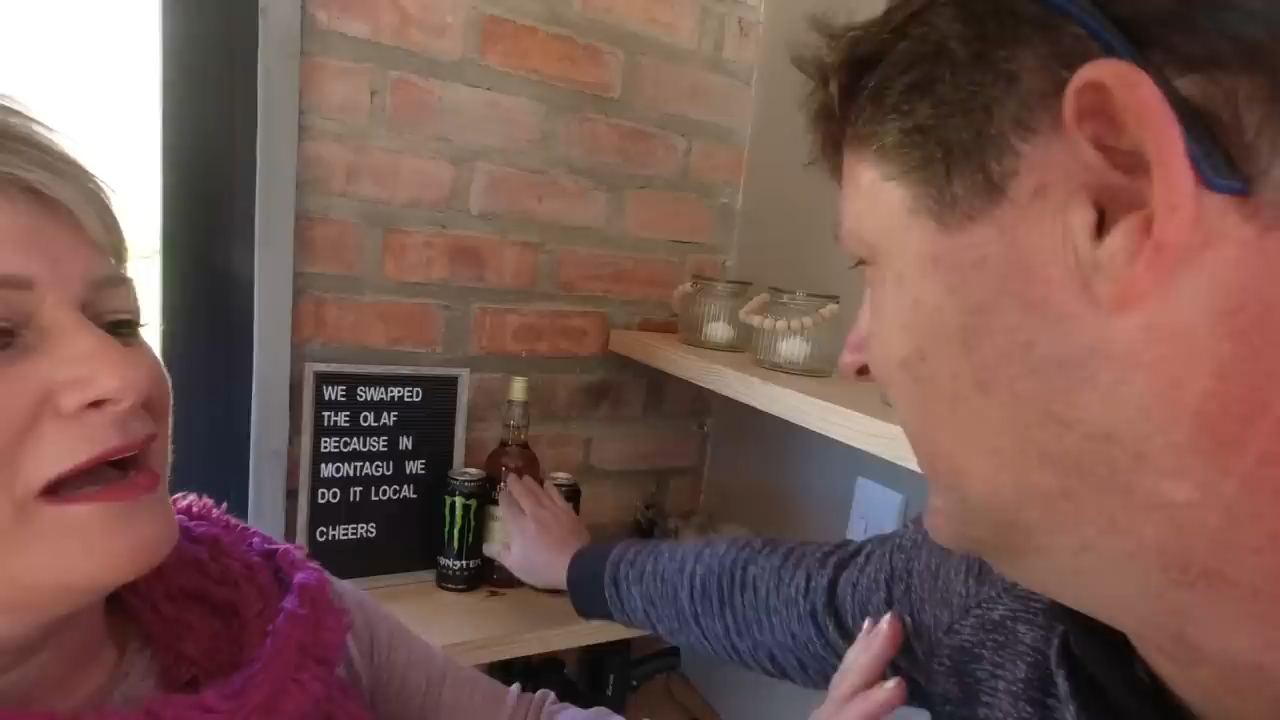 WE SWAPPED
THE OLAF
BECAUSE IN
MONTAGU WE
DO IT LOCAL
CHEERS
MONSTER